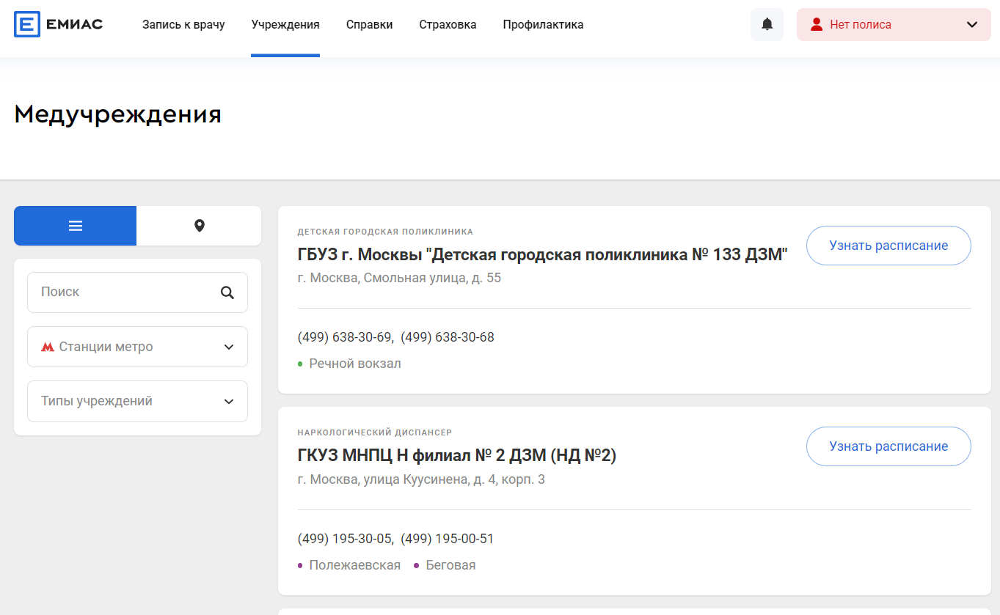 ЕМИАС
Запись к врачу Учреждения Справки Страховка Профилактика
Нет полиса
Медучреждения
Поиск
Станции метро
Типы учреждений
ДЕТСКАЯ ГОРОДСКАЯ ПОЛИКЛИНИКА
ГБУЗ г. Москвы "Детская городская поликлиника № 133 ДЗМ"
г. Москва, Смольная улица, д. 55
Узнать расписание
(499) 638-30-69, (499) 638-30-68
Речной вокзал
НАРКОЛОГИЧЕСКИЙ ДИСПАНСЕР
ГКУЗ МНПЦ Н филиал № 2 ДЗМ (НД №2)
г. Москва, улица Куусинена, д. 4, корп. 3
Узнать расписание
(499) 195-30-05, (499) 195-00-51
Полежаевская Беговая